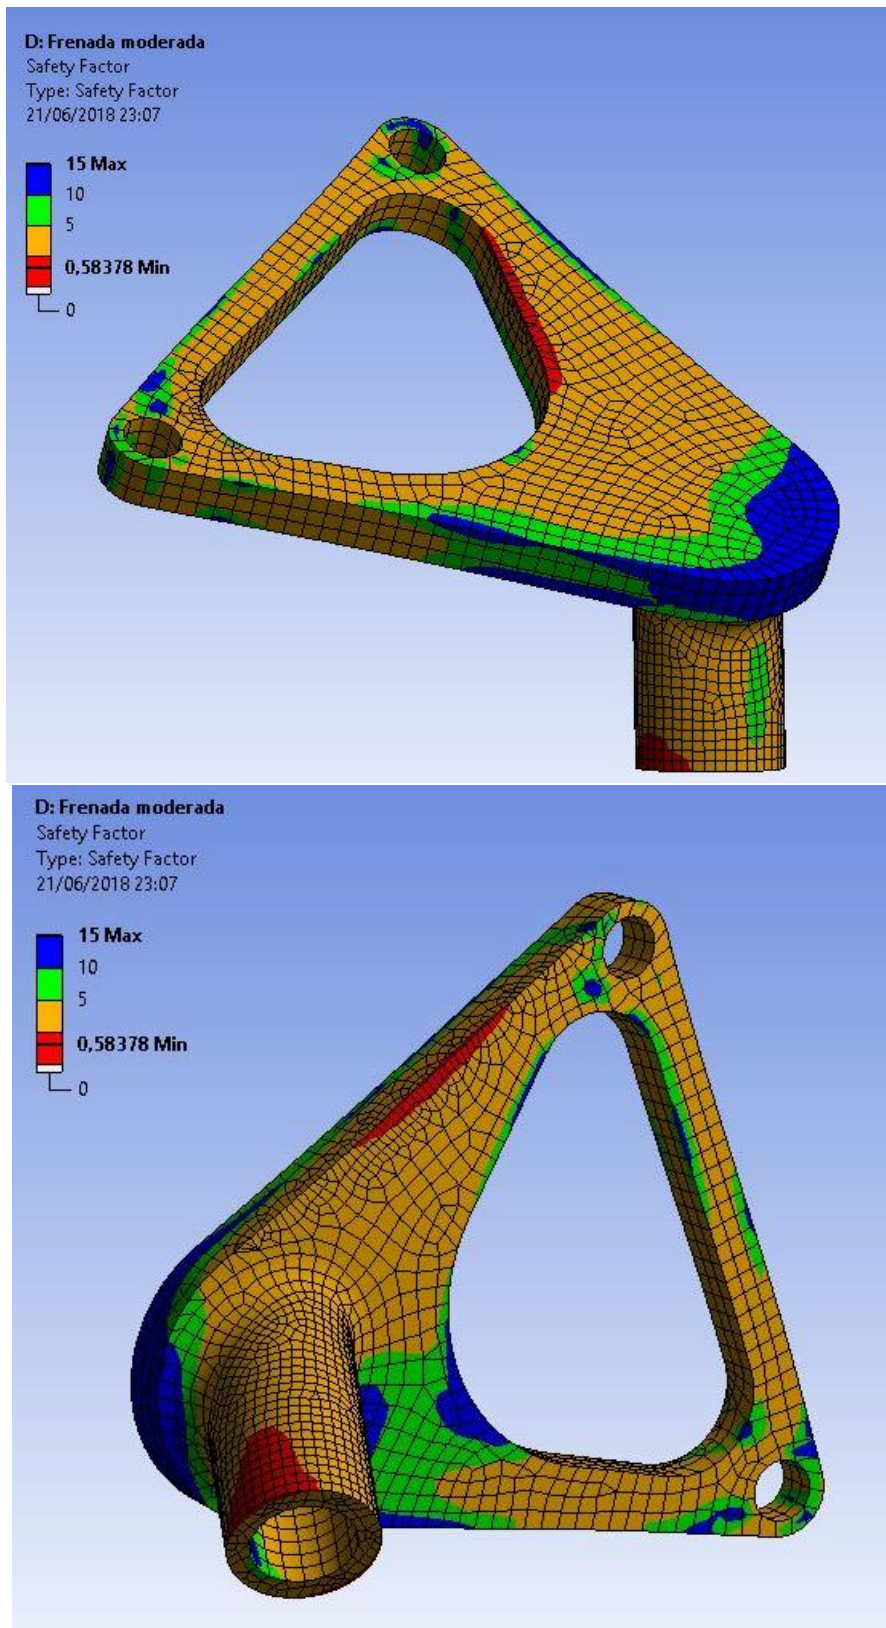 D: Frenada moderada
Safety Factor
Type: Safety Factor
21/06/2018 23:07
15 Max
10
5
0,58378 Min
0
D: Frenada moderada
Safety Factor
Type: Safety Factor
21/06/2018 23:07
15 Max
10
5
0,58378 Min
0